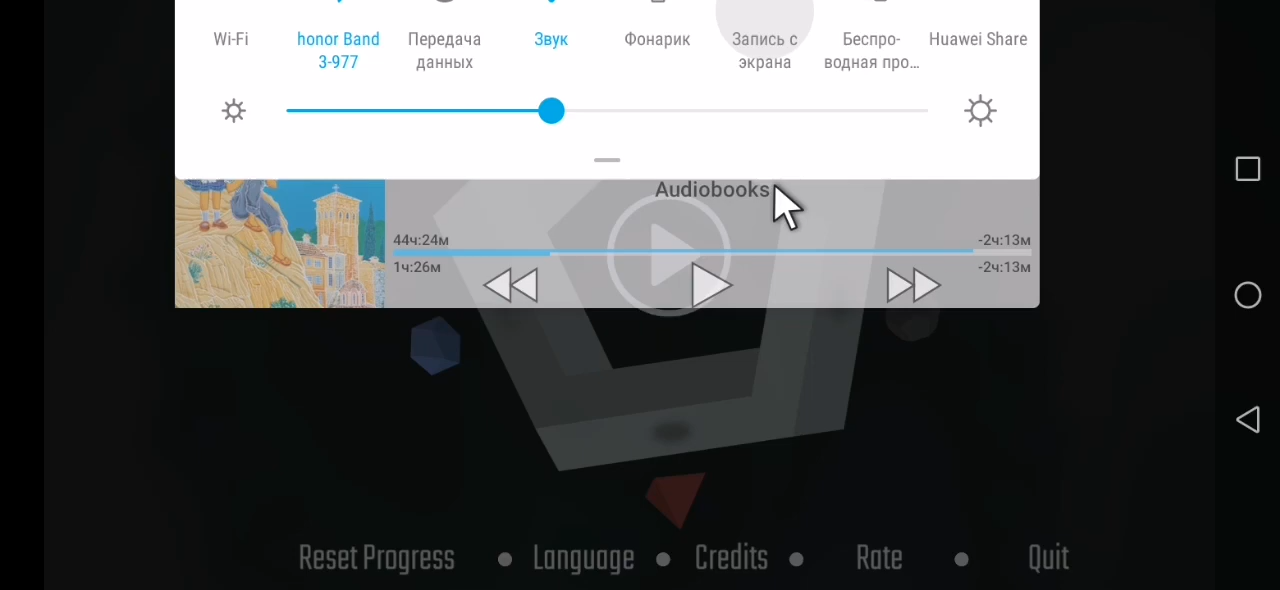 Wi-Fi
honor Band
3-977
Передача
данных
Звук
Фонарик
Запись с
экрана
Беспро-
водная про...
Huawei Share
Audiobooks
44ч:24м
-2ч:13м
1ч:26м
-2ч:13м
Reset Progress
Language
Credits
Rate
Quit